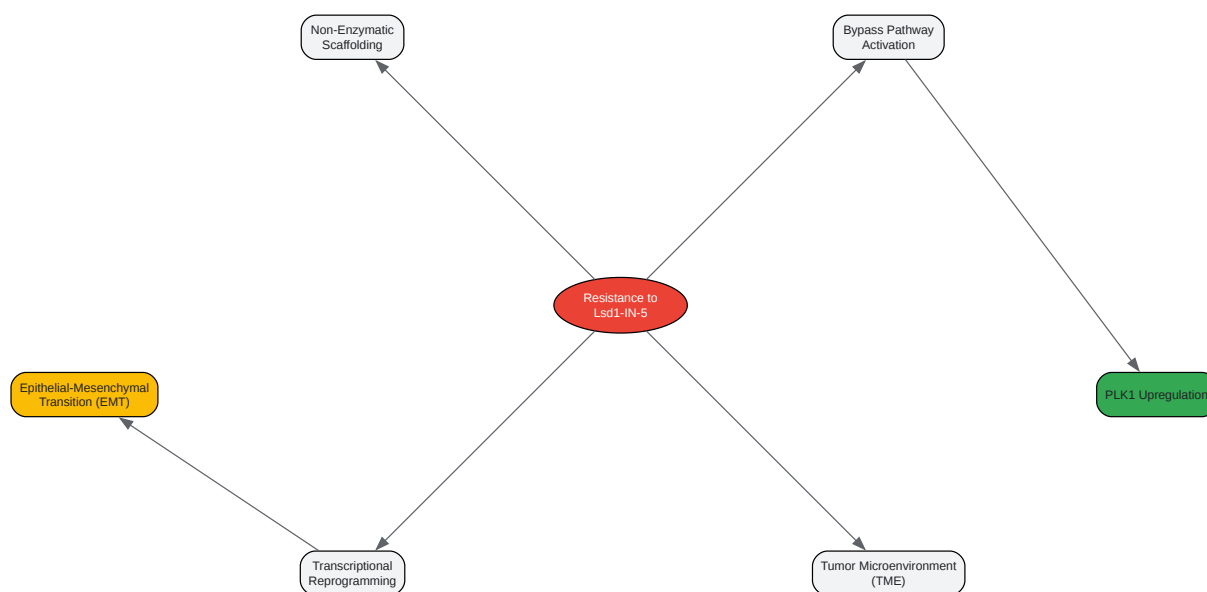 Non-Enzymatic
Scaffolding
Bypass Pathway
Activation
Resistance to
Lsd1-IN-5
Epithelial-Mesenchymal
Transition (EMT)
PLK1 Upregulation
Transcriptional
Reprogramming
Tumor Microenvironment
(TME)